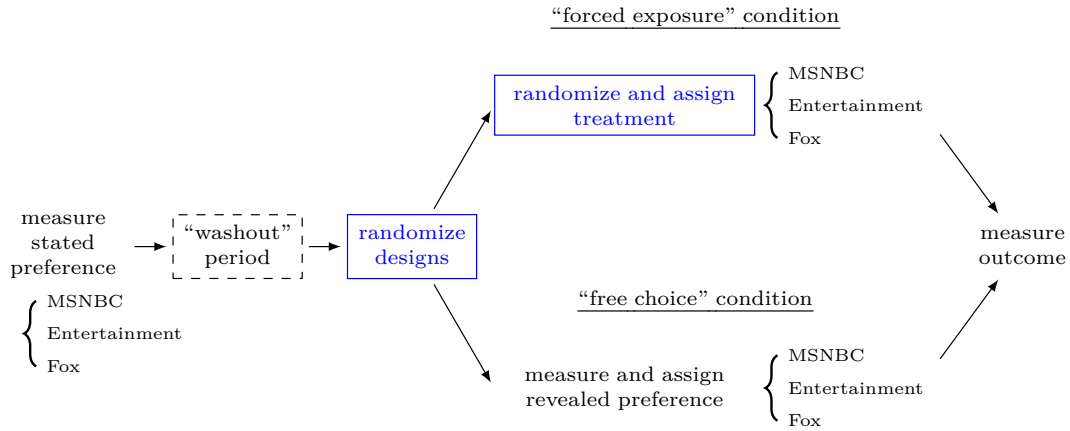 “forced exposure” condition
randomize and assign
treatment
MSNBC
Entertainment
Fox
measure
stated
preference
MSNBC
Entertainment
Fox
“washout”
period
randomize
designs
“free choice” condition
measure and assign
revealed preference
MSNBC
Entertainment
Fox
measure
outcome